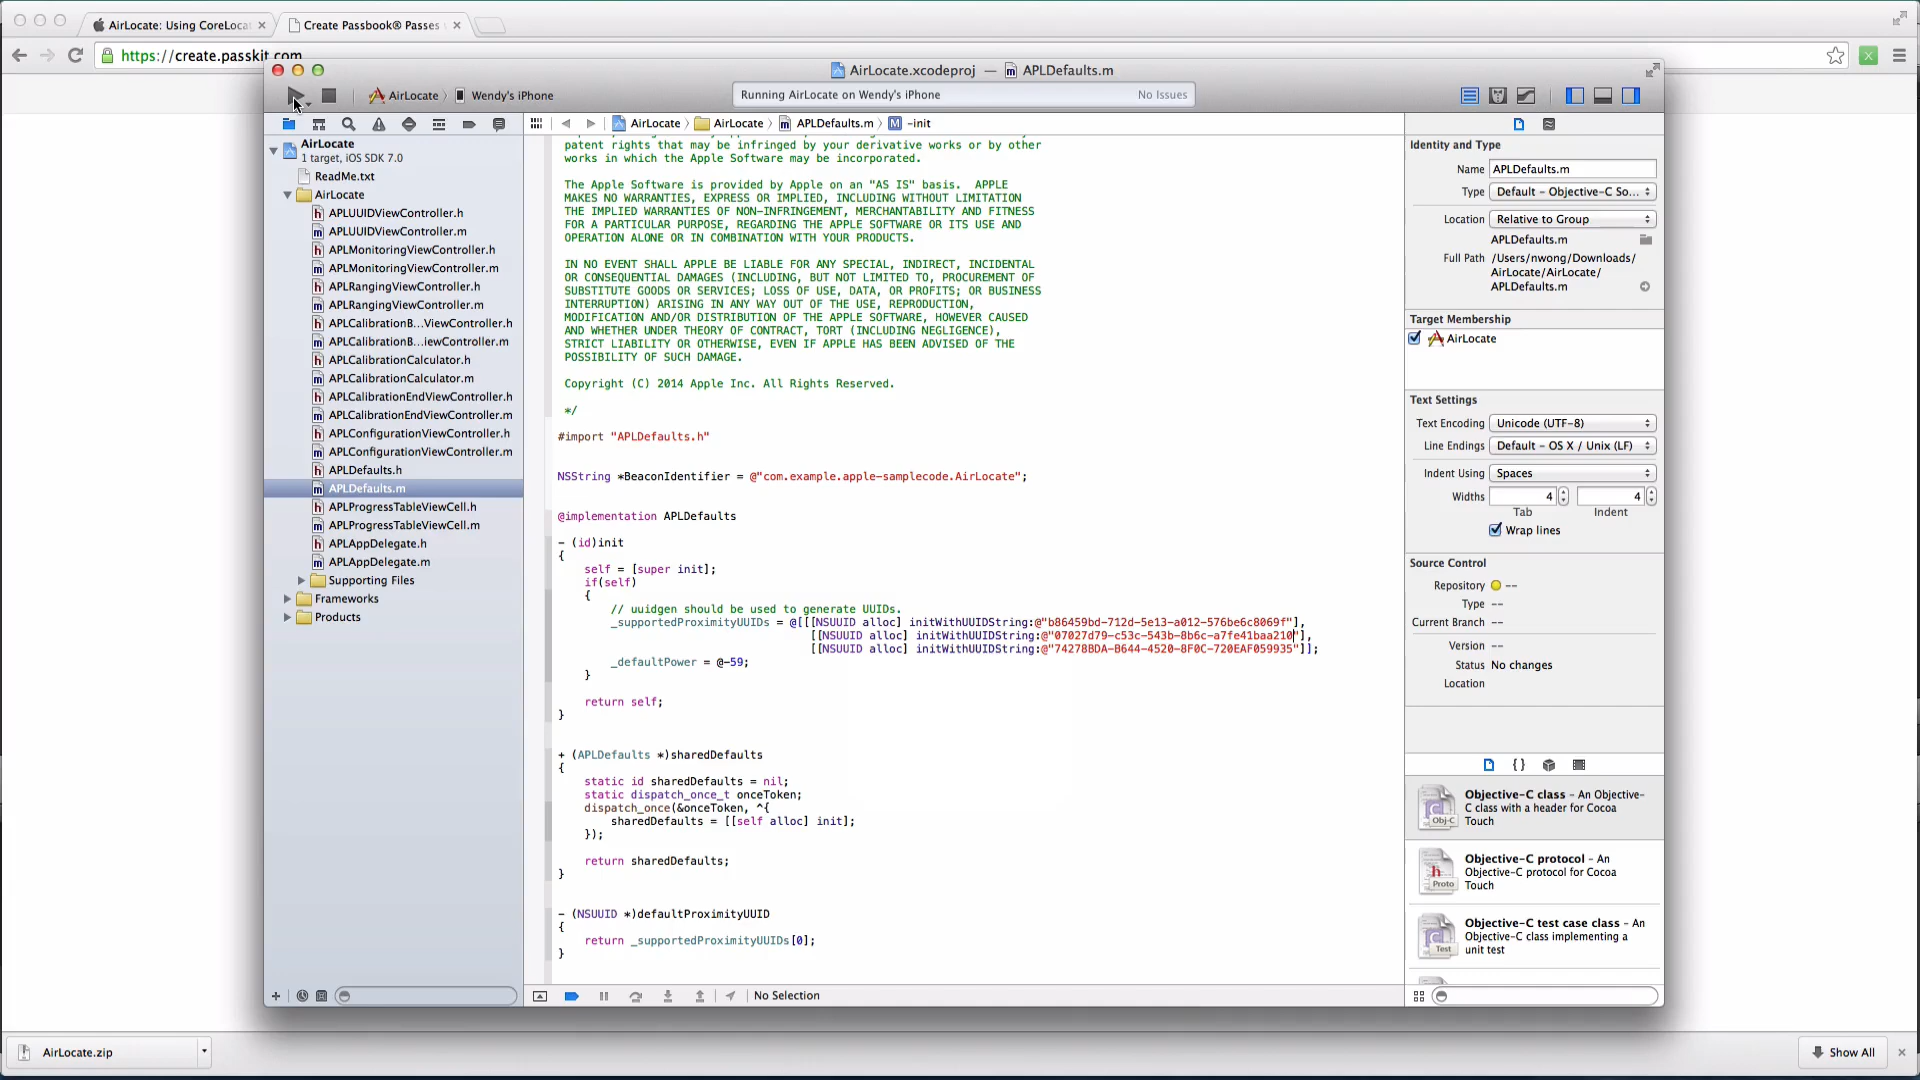 AirLocate: Using CoreLocat
Create Passbook® Passes
https://create.passkit.com
AirLocate.xcodeproj — APLDefaults.m
AirLocate
Wendy's iPhone
Running AirLocate on Wendy's iPhone
No Issues
AirLocate
AirLocate
APLDefaults.m
-init
AirLocate
1 target, iOS SDK 7.0
ReadMe.txt
AirLocate
APLUUIDViewController.h
APLUUIDViewController.m
APLMonitoringViewController.h
APLMonitoringViewController.m
APLRangingViewController.h
APLRangingViewController.m
APLCalibrationB...ViewController.h
APLCalibrationB...iewController.m
APLCalibrationCalculator.h
APLCalibrationCalculator.m
APLCalibrationEndViewController.h
APLCalibrationEndViewController.m
APLConfigurationViewController.h
APLConfigurationViewController.m
APLDefaults.h
APLDefaults.m
APLProgressTableViewCell.h
APLProgressTableViewCell.m
APLAppDelegate.h
APLAppDelegate.m
Supporting Files
Frameworks
Products
patent rights that may be infringed by your derivative works or by other
works in which the Apple Software may be incorporated.
The Apple Software is provided by Apple on an "AS IS" basis. APPLE
MAKES NO WARRANTIES, EXPRESS OR IMPLIED, INCLUDING WITHOUT LIMITATION
THE IMPLIED WARRANTIES OF NON-INFRINGEMENT, MERCHANTABILITY AND FITNESS
FOR A PARTICULAR PURPOSE, REGARDING THE APPLE SOFTWARE OR ITS USE AND
OPERATION ALONE OR IN COMBINATION WITH YOUR PRODUCTS.
IN NO EVENT SHALL APPLE BE LIABLE FOR ANY SPECIAL, INDIRECT, INCIDENTAL
OR CONSEQUENTIAL DAMAGES (INCLUDING, BUT NOT LIMITED TO, PROCUREMENT OF
SUBSTITUTE GOODS OR SERVICES; LOSS OF USE, DATA, OR PROFITS; OR BUSINESS
INTERRUPTION) ARISING IN ANY WAY OUT OF THE USE, REPRODUCTION,
MODIFICATION AND/OR DISTRIBUTION OF THE APPLE SOFTWARE, HOWEVER CAUSED
AND WHETHER UNDER THEORY OF CONTRACT, TORT (INCLUDING NEGLIGENCE),
STRICT LIABILITY OR OTHERWISE, EVEN IF APPLE HAS BEEN ADVISED OF THE
POSSIBILITY OF SUCH DAMAGE.
Copyright (C) 2014 Apple Inc. All Rights Reserved.
*/
#import "APLDefaults.h"
NSString *BeaconIdentifier = @"com.example.apple-samplecode.AirLocate";
@implementation APLDefaults
- (id)init
{
self = [super init];
if(self)
{
// uuidgen should be used to generate UUIDs.
_supportedProximityUUIDs = @[[[NSUUID alloc] initWithUUIDString:@"b86459bd-712d-5e13-a012-576be6c8069f"],
[[NSUUID alloc] initWithUUIDString:@"07027d79-c53c-543b-8b6c-a7fe41baa210"],
[[NSUUID alloc] initWithUUIDString:@"74278BDA-B644-4520-8F0C-720EAF059935"]];
_defaultPower = @-59;
}
return self;
}
+ (APLDefaults *)sharedDefaults
{
static id sharedDefaults = nil;
static dispatch_once_t onceToken;
dispatch_once(&onceToken, ^{
sharedDefaults = [[self alloc] init];
});
return sharedDefaults;
}
- (NSUUID *)defaultProximityUUID
{
return _supportedProximityUUIDs[0];
}
No Selection
Identity and Type
Name APLDefaults.m
Type Default - Objective-C So...
Location Relative to Group
APLDefaults.m
Full Path /Users/nwong/Downloads/
AirLocate/AirLocate/
APLDefaults.m
Target Membership
AirLocate
Text Settings
Text Encoding Unicode (UTF-8)
Line Endings Default - OS X / Unix (LF)
Indent Using Spaces
Widths 4 4
Tab Indent
Wrap lines
Source Control
Repository --
Type --
Current Branch --
Version --
Status No changes
Location
Objective-C class - An Objective-
C class with a header for Cocoa
Touch
Obj-C
Objective-C protocol - An
Objective-C protocol for Cocoa
Touch
Proto
Objective-C test case class - An
Objective-C class implementing a
unit test
Test
AirLocate.zip
Show All